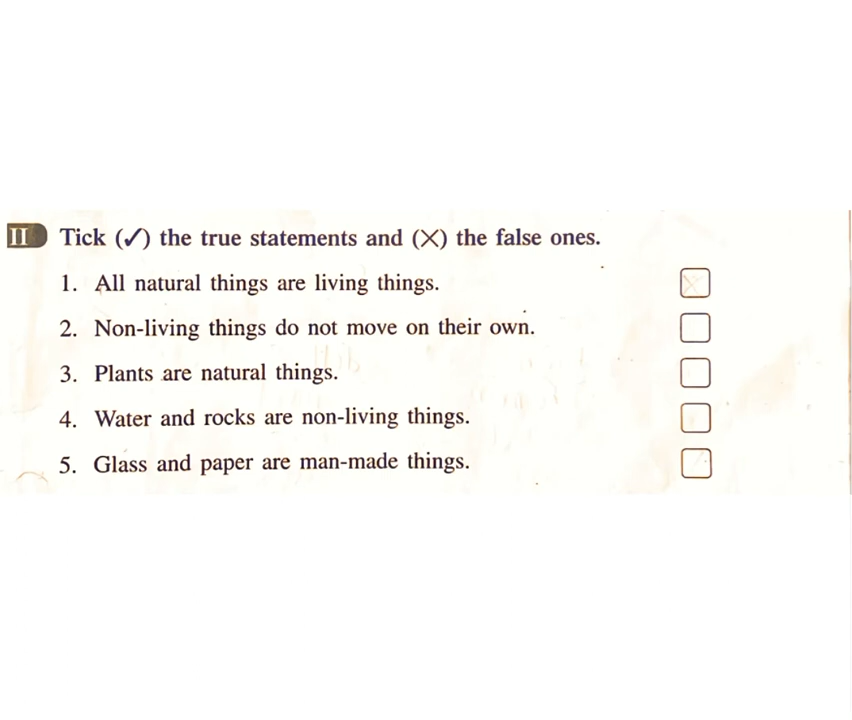 II Tick (✓) the true statements and (✕) the false ones.
1. All natural things are living things.
2. Non-living things do not move on their own.
3. Plants are natural things.
4. Water and rocks are non-living things.
5. Glass and paper are man-made things.